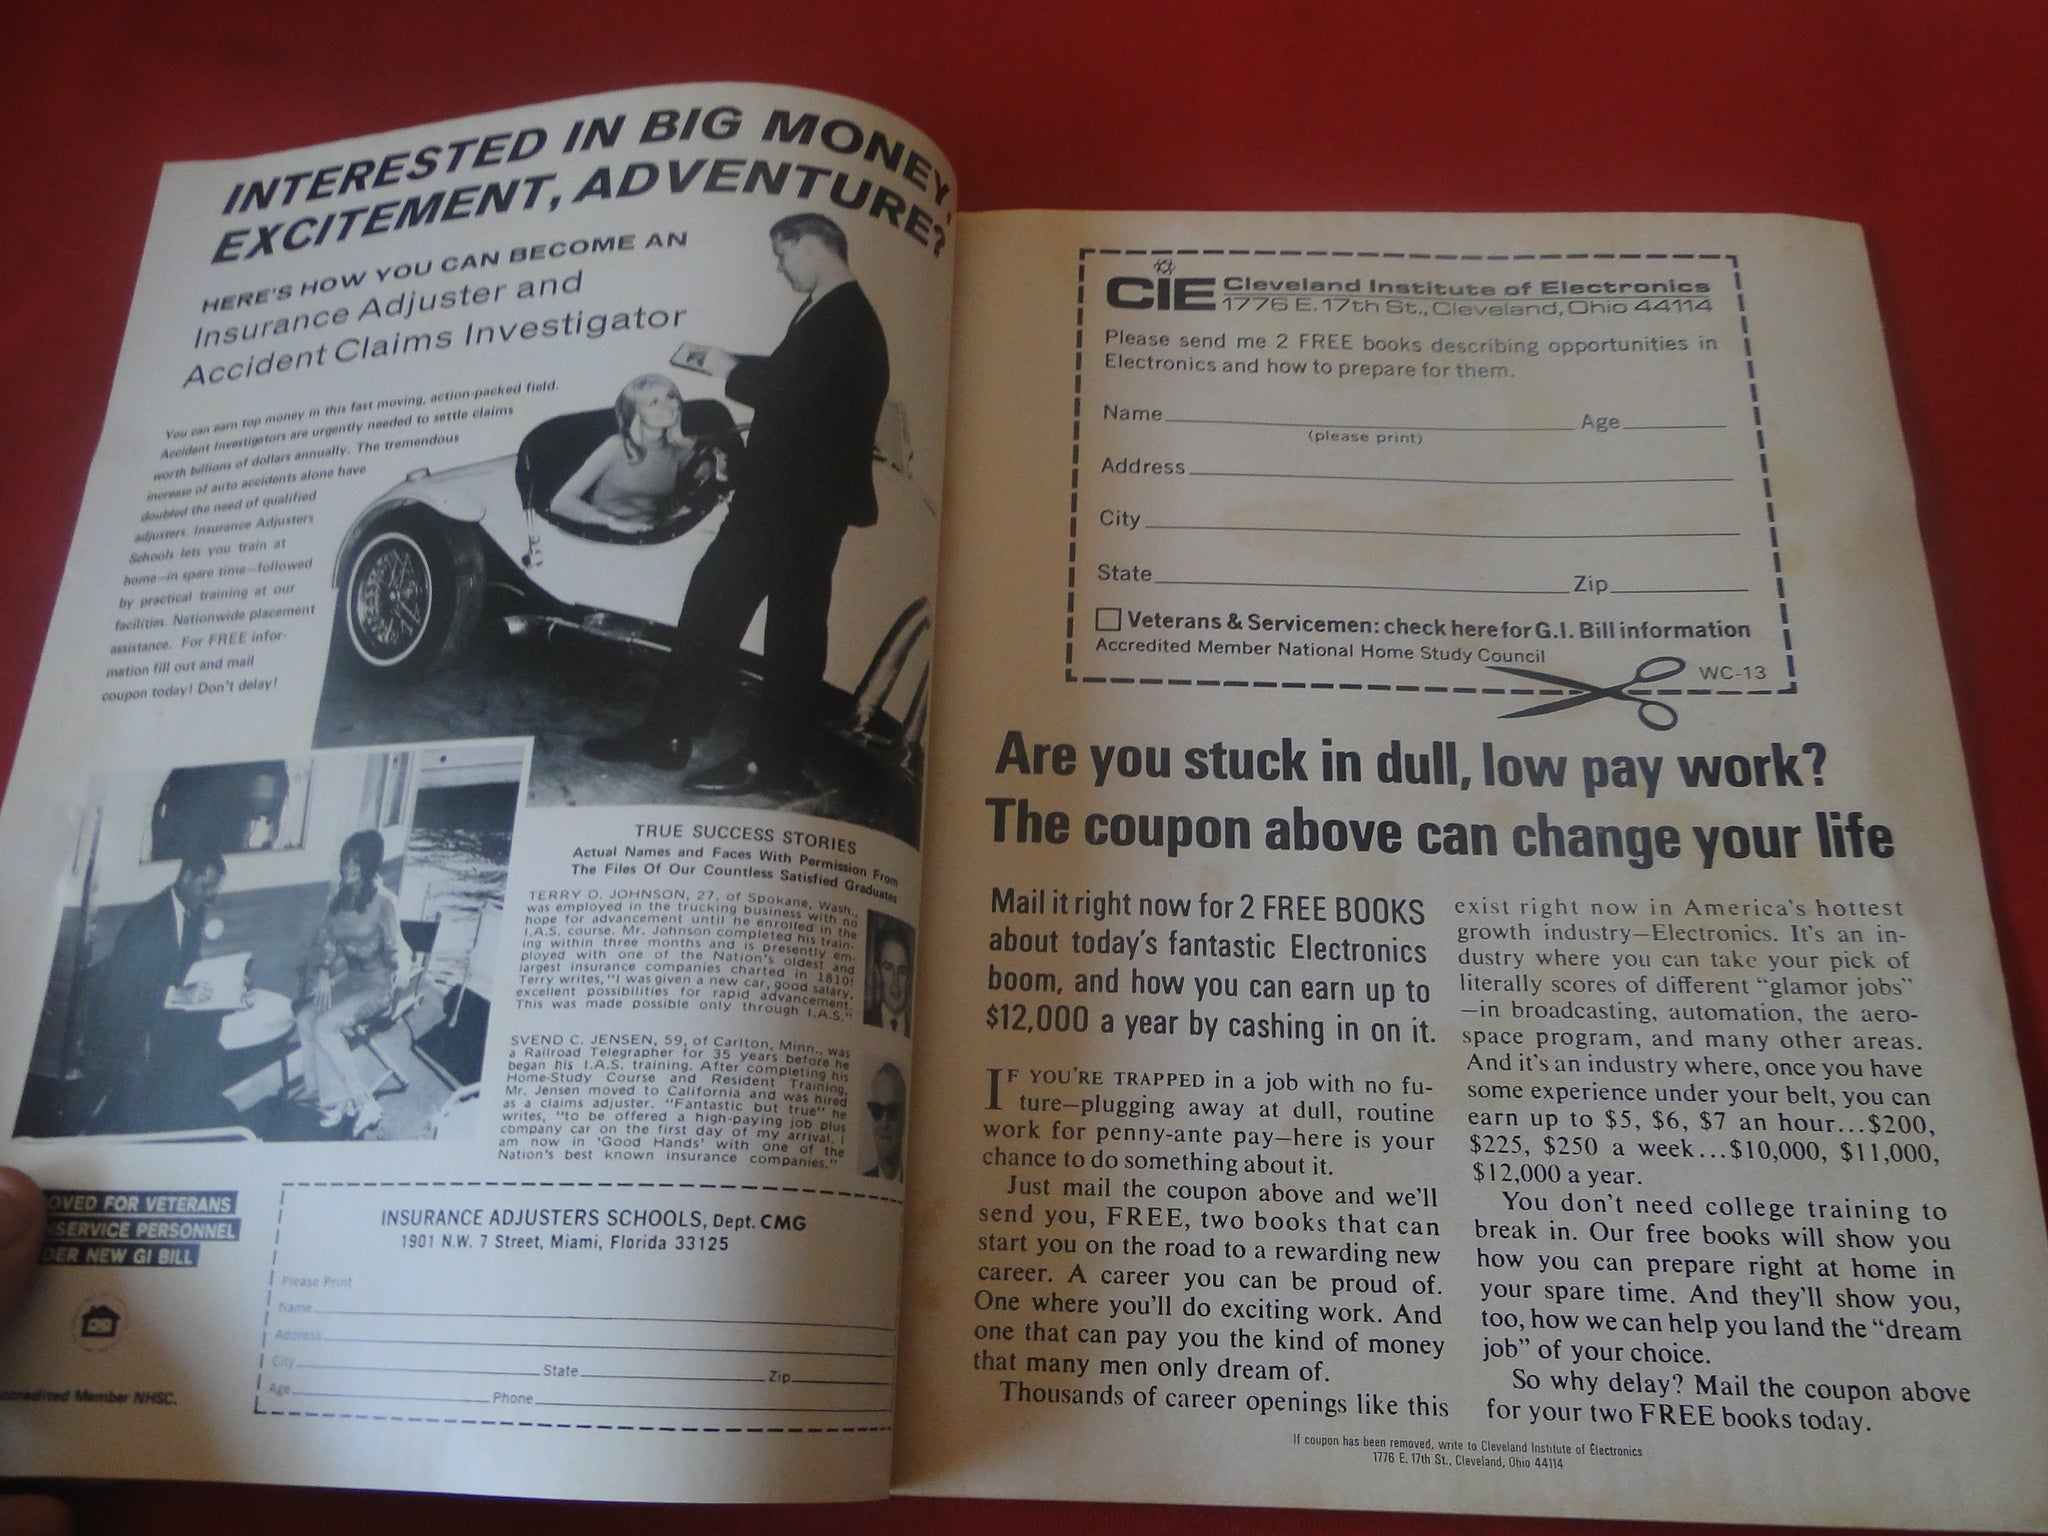 INTERESTED IN BIG MONEY,
EXCITEMENT, ADVENTURE?
HERE'S HOW YOU CAN BECOME AN
Insurance Adjuster and
Accident Claims Investigator
You can earn top money in this fast moving, action-packed field.
Accident Investigators are urgently needed to settle claims
worth billions of dollars annually. The tremendous
increase of auto accidents alone have
doubled the need of qualified
adjusters. Insurance Adjusters
Schools lets you train at
home—in spare time—followed
by practical training at our
facilities. Nationwide placement
assistance. For FREE infor-
mation fill out and mail
coupon today! Don't delay!
TRUE SUCCESS STORIES
Actual Names and Faces With Permission From
The Files Of Our Countless Satisfied Graduates
TERRY O. JOHNSON, 27, of Spokane, Wash.,
was employed in the trucking business with no
hope for advancement until he enrolled in the
I.A.S. course. Mr. Johnson completed his train-
ing within three months and is presently em-
ployed with one of the Nation's oldest and
largest insurance companies charted in 1810!
Terry writes, "I was given a new car, good salary,
excellent possibilities for rapid advancement.
This was made possible only through I.A.S."
SVEND C. JENSEN, 59, of Carlton, Minn., was
a Railroad Telegrapher for 35 years before he
began his I.A.S. training. After completing his
Home-Study Course and Resident Training,
Mr. Jensen moved to California and was hired
as a claims adjuster. "Fantastic but true" he
writes, "to be offered a high-paying job plus
company car on the first day of my arrival. I
am now in 'Good Hands' with one of the
Nation's best known insurance companies."
OVED FOR VETERANS
SERVICE PERSONNEL
DER NEW GI BILL
ccredited Member NHSC.
INSURANCE ADJUSTERS SCHOOLS, Dept. CMG
1901 N.W. 7 Street, Miami, Florida 33125
Please Print
Name
Address
City State Zip
Age Phone
CIE Cleveland Institute of Electronics
1776 E. 17th St., Cleveland, Ohio 44114
Please send me 2 FREE books describing opportunities in
Electronics and how to prepare for them.
Name Age
(please print)
Address
City
State Zip
Veterans & Servicemen: check here for G.I. Bill information
Accredited Member National Home Study Council
WC-13
Are you stuck in dull, low pay work?
The coupon above can change your life
Mail it right now for 2 FREE BOOKS
about today's fantastic Electronics
boom, and how you can earn up to
$12,000 a year by cashing in on it.
IF YOU'RE TRAPPED in a job with no fu-
ture—plugging away at dull, routine
work for penny-ante pay—here is your
chance to do something about it.
Just mail the coupon above and we'll
send you, FREE, two books that can
start you on the road to a rewarding new
career. A career you can be proud of.
One where you'll do exciting work. And
one that can pay you the kind of money
that many men only dream of.
Thousands of career openings like this
exist right now in America's hottest
growth industry—Electronics. It's an in-
dustry where you can take your pick of
literally scores of different "glamor jobs"
—in broadcasting, automation, the aero-
space program, and many other areas.
And it's an industry where, once you have
some experience under your belt, you can
earn up to $5, $6, $7 an hour...$200,
$225, $250 a week...$10,000, $11,000,
$12,000 a year.
You don't need college training to
break in. Our free books will show you
how you can prepare right at home in
your spare time. And they'll show you,
too, how we can help you land the "dream
job" of your choice.
So why delay? Mail the coupon above
for your two FREE books today.
If coupon has been removed, write to Cleveland Institute of Electronics
1776 E. 17th St., Cleveland, Ohio 44114